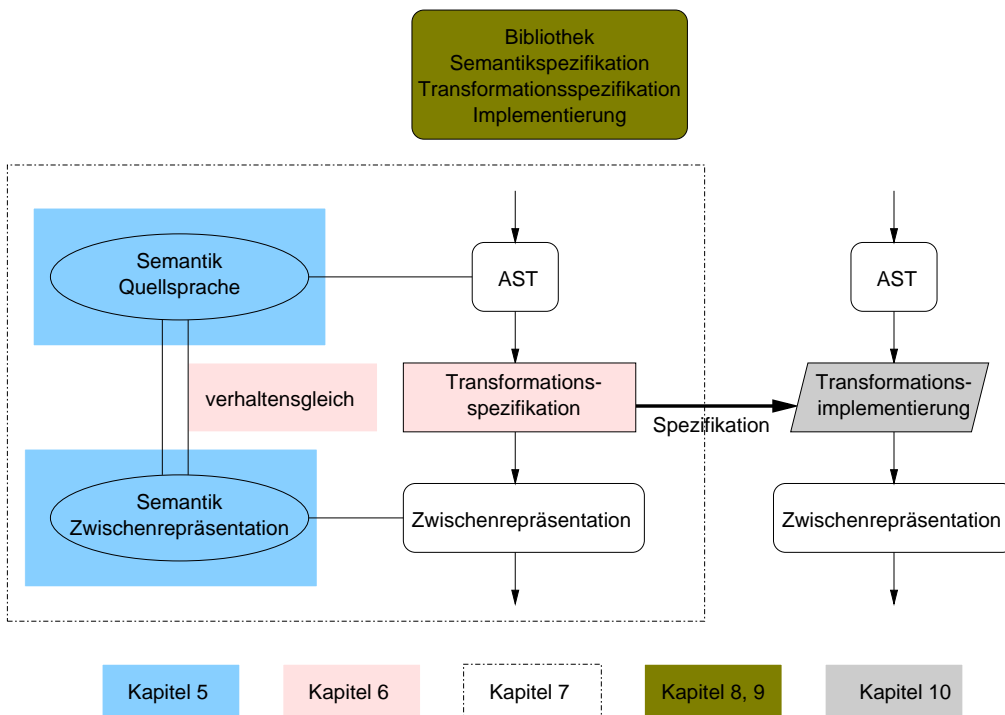 Bibliothek
Semantikspezifikation
Transformationsspezifikation
Implementierung
Semantik
Quellsprache
AST
AST
verhaltensgleich
Transformations-
spezifikation
Spezifikation
Transformations-
implementierung
Semantik
Zwischenrepräsentation
Zwischenrepräsentation
Zwischenrepräsentation
Kapitel 5
Kapitel 6
Kapitel 7
Kapitel 8, 9
Kapitel 10